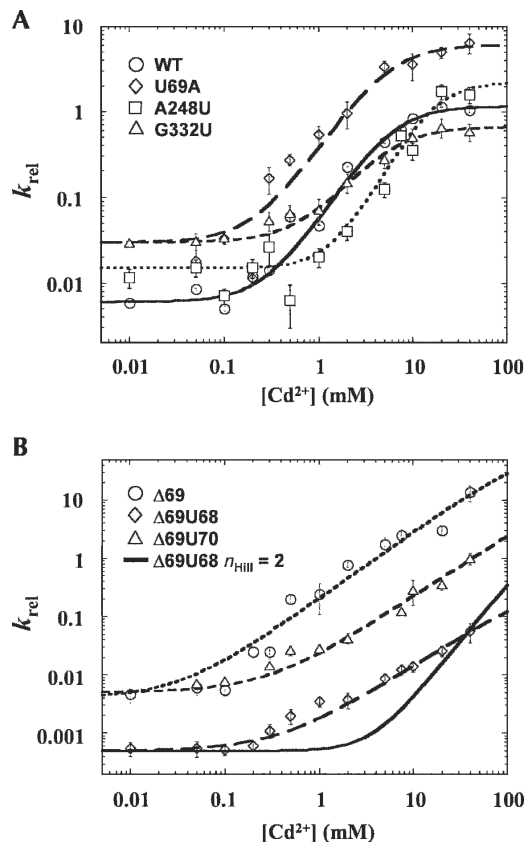 A
10
1
0.1
0.01
k_rel
WT
U69A
A248U
G332U
0.01 0.1 1 10 100
[Cd²⁺] (mM)
B
10
1
0.1
0.01
0.001
k_rel
Δ69
Δ69U68
Δ69U70
Δ69U68 n_Hill = 2
0.01 0.1 1 10 100
[Cd²⁺] (mM)